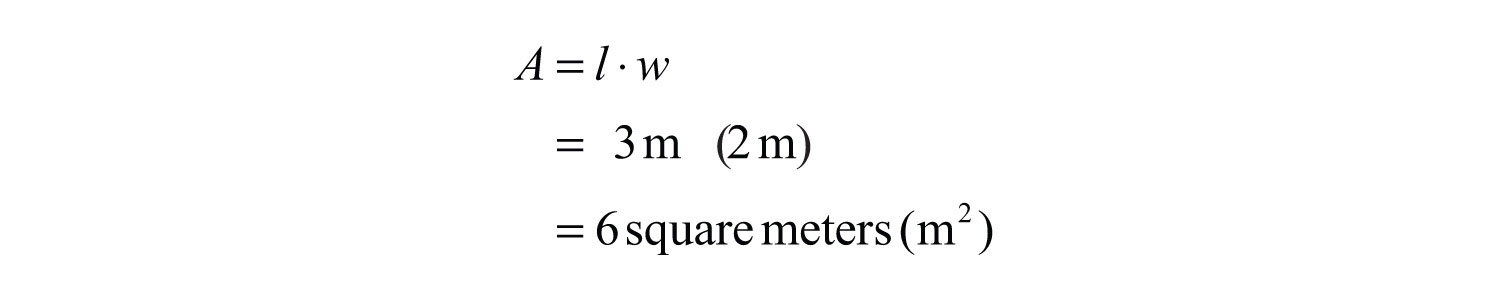 A = l · w
= 3 m (2 m)
= 6 square meters (m²)